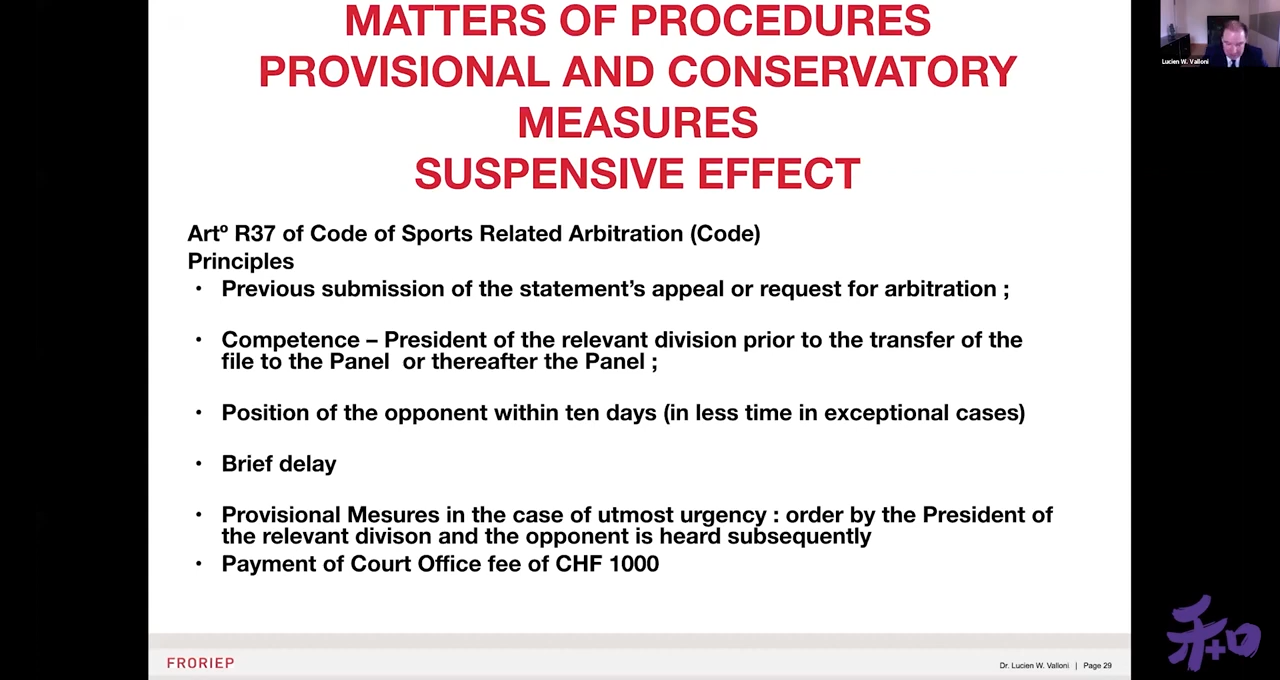 MATTERS OF PROCEDURES
PROVISIONAL AND CONSERVATORY
MEASURES
SUSPENSIVE EFFECT
Lucien W. Valloni
Artº R37 of Code of Sports Related Arbitration (Code)
Principles
• Previous submission of the statement’s appeal or request for arbitration ;
• Competence – President of the relevant division prior to the transfer of the
file to the Panel or thereafter the Panel ;
• Position of the opponent within ten days (in less time in exceptional cases)
• Brief delay
• Provisional Mesures in the case of utmost urgency : order by the President of
the relevant divison and the opponent is heard subsequently
• Payment of Court Office fee of CHF 1000
FRORIEP
Dr. Lucien W. Valloni | Page 29